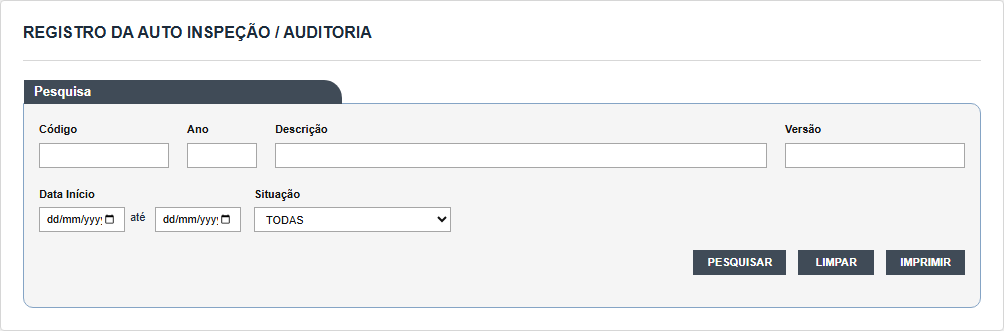 REGISTRO DA AUTO INSPEÇÃO / AUDITORIA
Pesquisa
Código Ano Descrição Versão
Data Início Situação
dd/mm/yyyy até dd/mm/yyyy TODAS
PESQUISAR LIMPAR IMPRIMIR